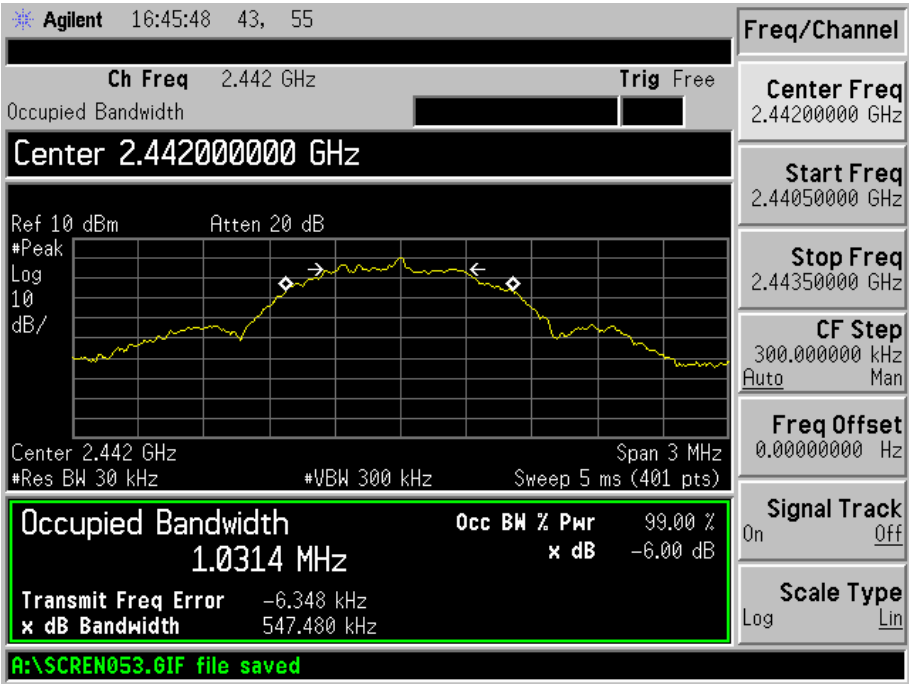 Agilent 16:45:48 43, 55
Freq/Channel
Ch Freq 2.442 GHz Trig Free
Occupied Bandwidth
Center 2.442000000 GHz
Ref 10 dBm Atten 20 dB
#Peak
Log
10
dB/
Center 2.442 GHz Span 3 MHz
#Res BW 30 kHz #VBW 300 kHz Sweep 5 ms (401 pts)
Occupied Bandwidth Occ BW % Pwr 99.00 %
1.0314 MHz x dB -6.00 dB
Transmit Freq Error -6.348 kHz
x dB Bandwidth 547.480 kHz
A:\SCREN053.GIF file saved
Center Freq
2.44200000 GHz
Start Freq
2.44050000 GHz
Stop Freq
2.44350000 GHz
CF Step
300.000000 kHz
Auto Man
Freq Offset
0.00000000 Hz
Signal Track
On Off
Scale Type
Log Lin